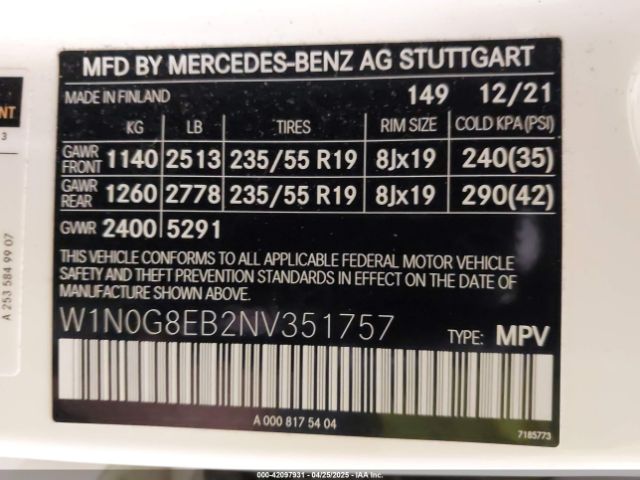 MFD BY MERCEDES-BENZ AG STUTTGART
MADE IN FINLAND 149 12/21
KG LB TIRES RIM SIZE COLD KPA(PSI)
GAWR FRONT 1140 2513 235/55 R19 8Jx19 240(35)
GAWR REAR 1260 2778 235/55 R19 8Jx19 290(42)
GVWR 2400 5291
THIS VEHICLE CONFORMS TO ALL APPLICABLE FEDERAL MOTOR VEHICLE
SAFETY AND THEFT PREVENTION STANDARDS IN EFFECT ON THE DATE OF
MANUFACTURE SHOWN ABOVE.
W1N0G8EB2NV351757 TYPE: MPV
A 000 817 54 04
7185773
A 253 584 99 07
000-42097931 - 04/25/2025 - IAA, Inc.